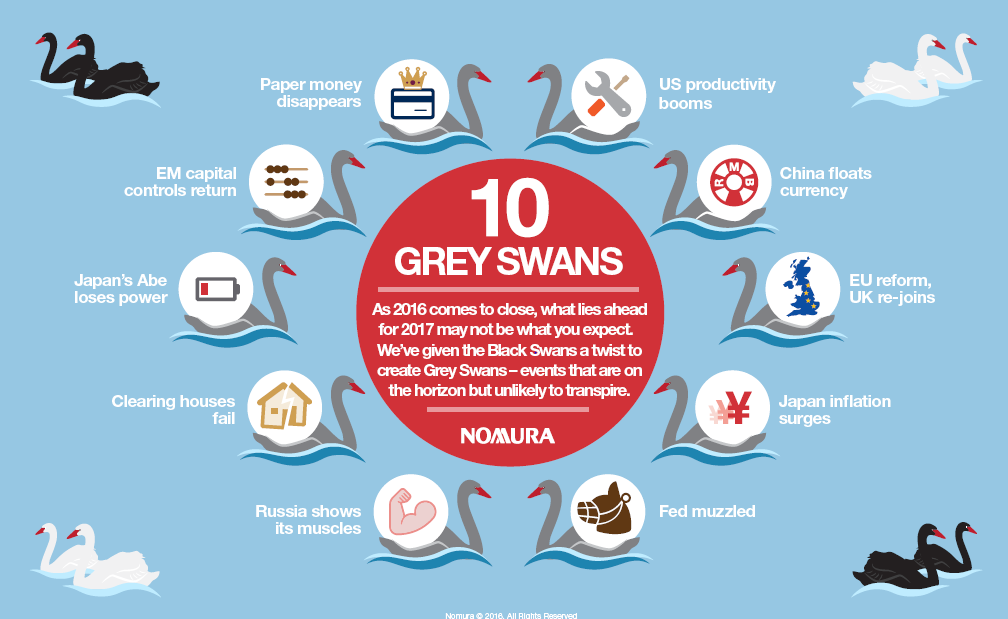 Paper money
disappears
US productivity
booms
EM capital
controls return
China floats
currency
Japan's Abe
loses power
EU reform,
UK re-joins
Clearing houses
fail
Japan inflation
surges
Russia shows
its muscles
Fed muzzled
R M B
¥ ¥ ¥
10
GREY SWANS
As 2016 comes to close, what lies ahead
for 2017 may not be what you expect.
We've given the Black Swans a twist to
create Grey Swans – events that are on
the horizon but unlikely to transpire.
NOMURA
Nomura © 2016. All Rights Reserved